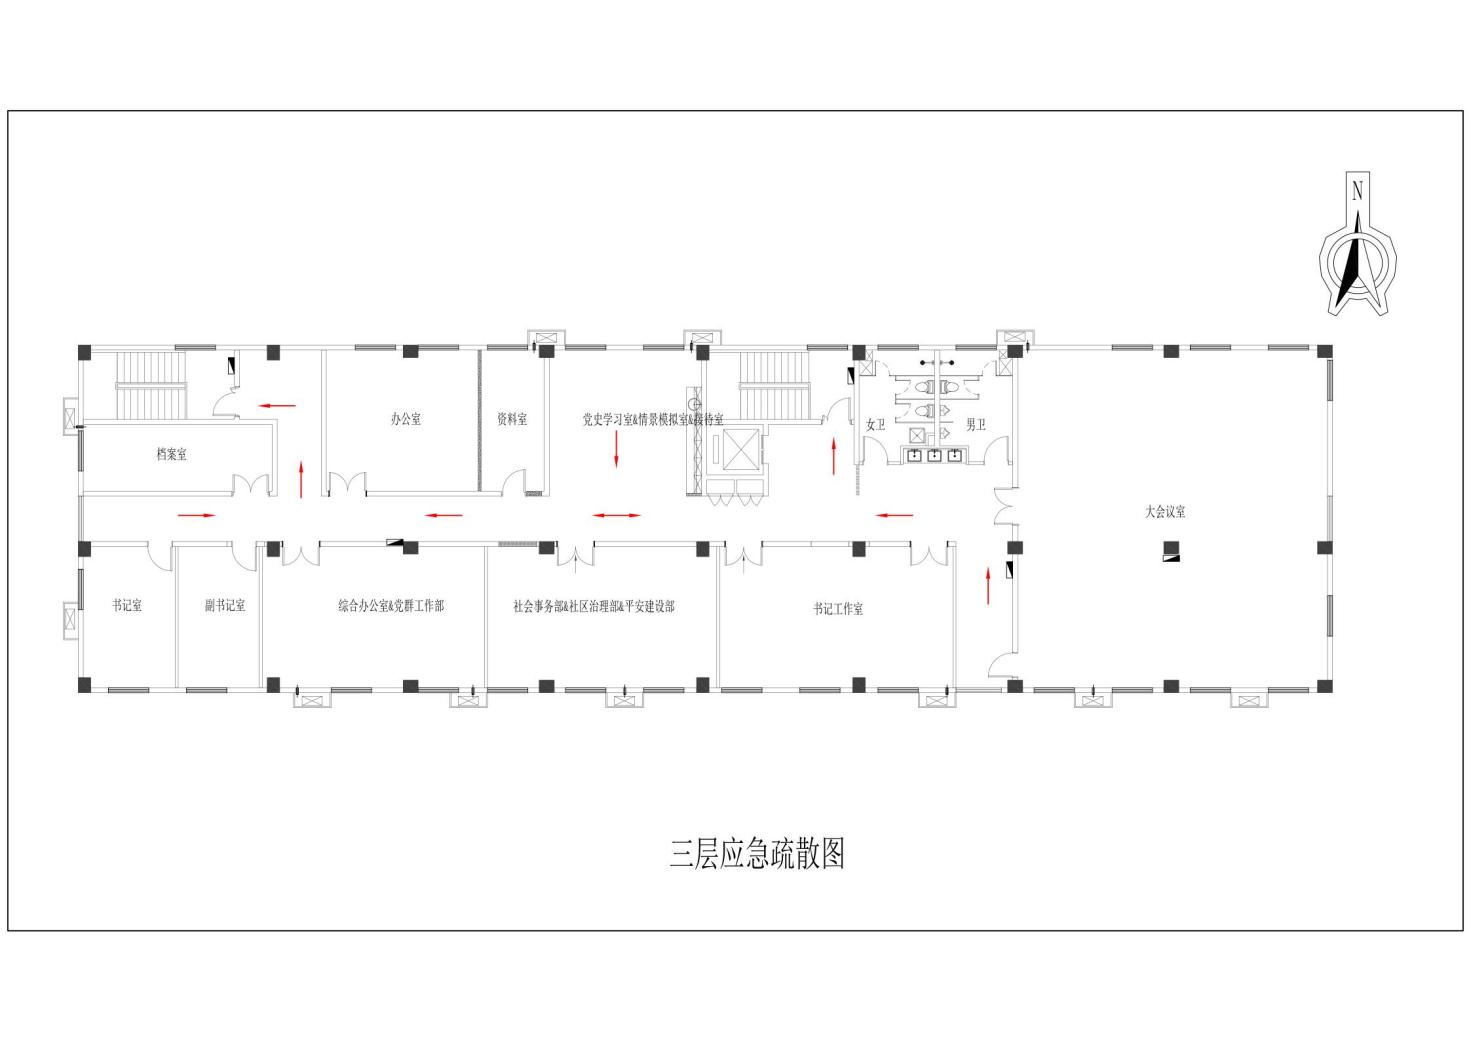 N
办公室
资料室
党史学习室&情景模拟室&接待室
女卫
男卫
档案室
大会议室
书记室
副书记室
综合办公室&党群工作部
社会事务部&社区治理部&平安建设部
书记工作室
三层应急疏散图